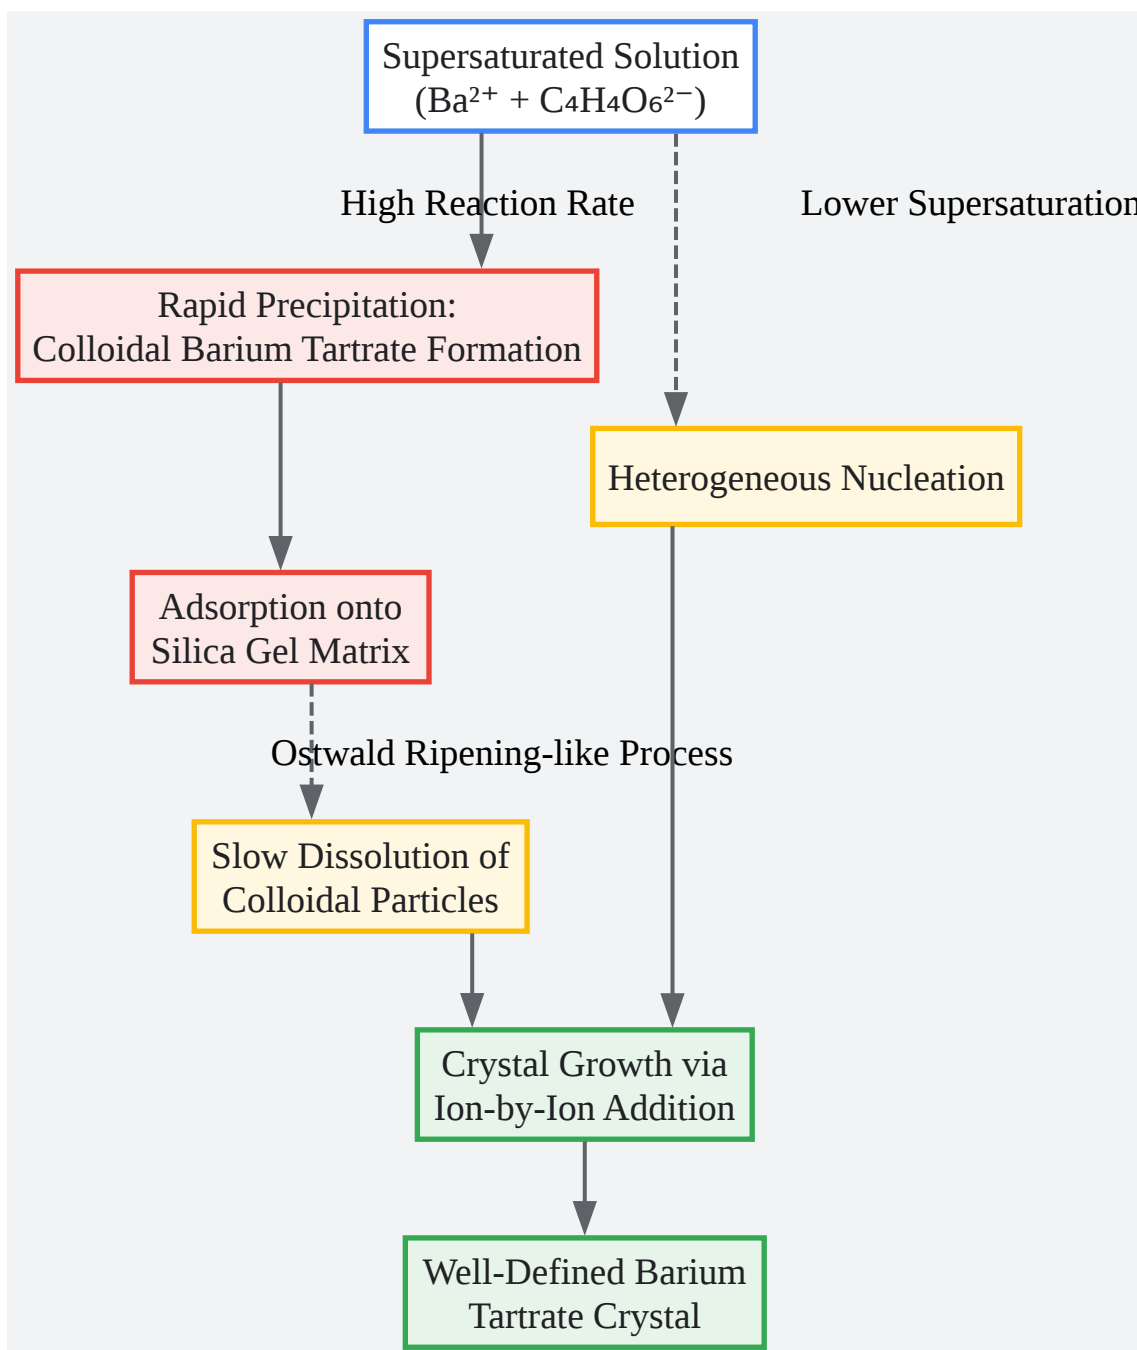 Supersaturated Solution
(Ba²⁺ + C₄H₄O₆²⁻)
High Reaction Rate
Lower Supersaturation
Rapid Precipitation:
Colloidal Barium Tartrate Formation
Heterogeneous Nucleation
Adsorption onto
Silica Gel Matrix
Ostwald Ripening-like Process
Slow Dissolution of
Colloidal Particles
Crystal Growth via
Ion-by-Ion Addition
Well-Defined Barium
Tartrate Crystal